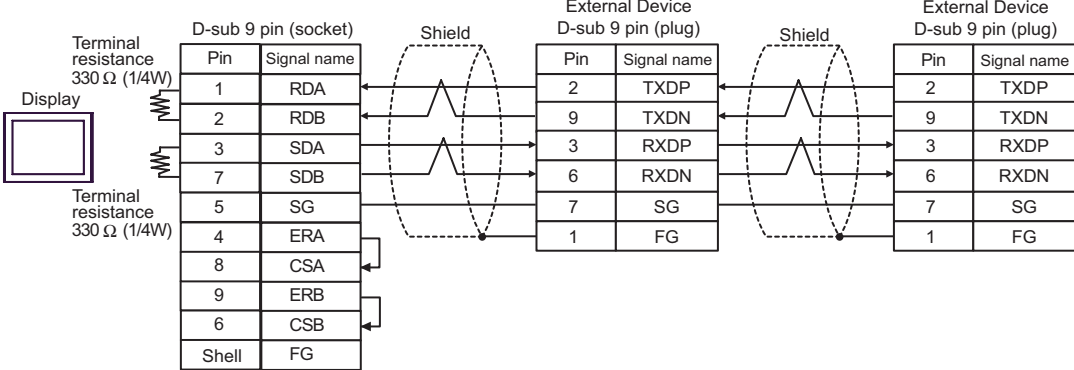 Display
Terminal
resistance
330 Ω (1/4W)
Terminal
resistance
330 Ω (1/4W)
D-sub 9 pin (socket)
Pin Signal name
1 RDA
2 RDB
3 SDA
7 SDB
5 SG
4 ERA
8 CSA
9 ERB
6 CSB
Shell FG
Shield
External Device
D-sub 9 pin (plug)
Pin Signal name
2 TXDP
9 TXDN
3 RXDP
6 RXDN
7 SG
1 FG
Shield
External Device
D-sub 9 pin (plug)
Pin Signal name
2 TXDP
9 TXDN
3 RXDP
6 RXDN
7 SG
1 FG